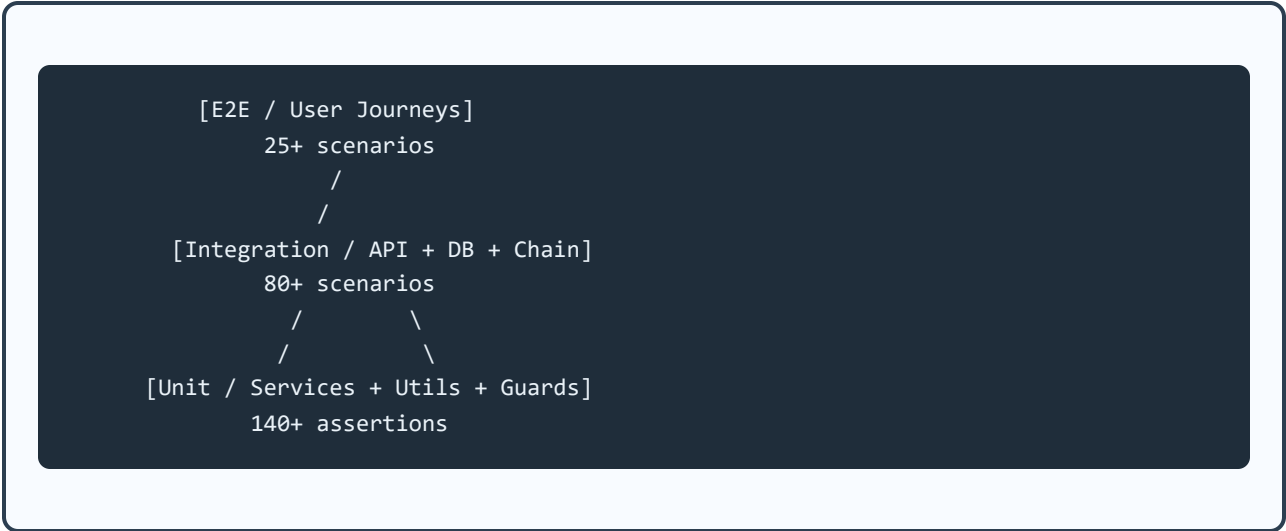 [E2E / User Journeys]
25+ scenarios
/
/
[Integration / API + DB + Chain]
80+ scenarios
/ \
/ \
[Unit / Services + Utils + Guards]
140+ assertions